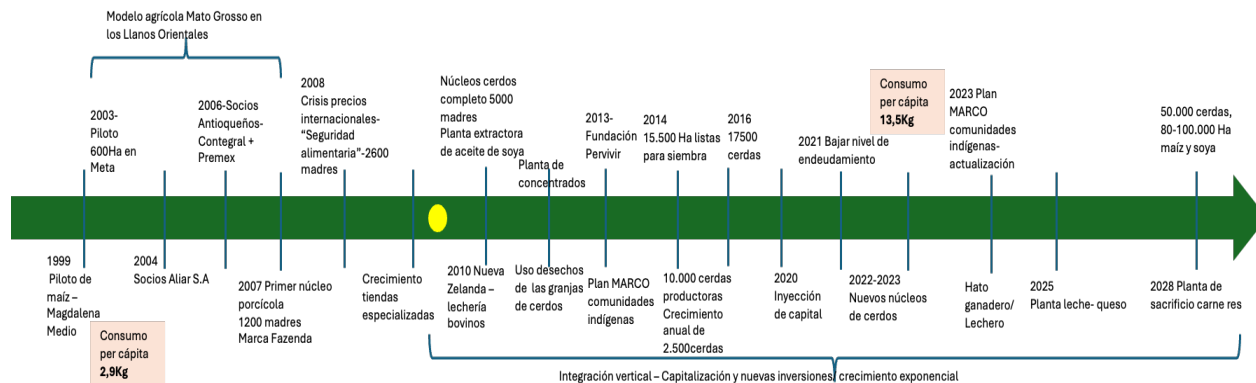 Modelo agrícola Mato Grosso en
los Llanos Orientales
2003-
Piloto
600Ha en
Meta
2006-Socios
Antioqueños-
Contegral +
Premex
2008
Crisis precios
internacionales-
“Seguridad
alimentaria”-2600
madres
Núcleos cerdos
completo 5000
madres
Planta extractora
de aceite de soya
Planta de
concentrados
2013-
Fundación
Pervivir
2014
15.500 Ha listas
para siembra
2016
17500
cerdas
2021 Bajar nivel de
endeudamiento
Consumo
per cápita
13,5Kg
2023 Plan
MARCO
comunidades
indígenas-
actualización
50.000 cerdas,
80-100.000 Ha
maíz y soya
1999
Piloto de
maíz –
Magdalena
Medio
Consumo
per cápita
2,9Kg
2004
Socios Aliar S.A
2007 Primer núcleo
porcícola
1200 madres
Marca Fazenda
Crecimiento
tiendas
especializadas
2010 Nueva
Zelanda –
lechería
bovinos
Uso desechos
de las granjas
de cerdos
Plan MARCO
comunidades
indígenas
10.000 cerdas
productoras
Crecimiento
anual de
2.500cerdas
2020
Inyección
de capital
2022-2023
Nuevos núcleos
de cerdos
Hato
ganadero/
Lechero
2025
Planta leche- queso
2028 Planta de
sacrificio carne res
Integración vertical – Capitalización y nuevas inversiones/ crecimiento exponencial